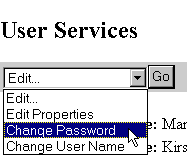 User Services
Edit... Go
Edit...
Edit Properties
Change Password
Change User Name